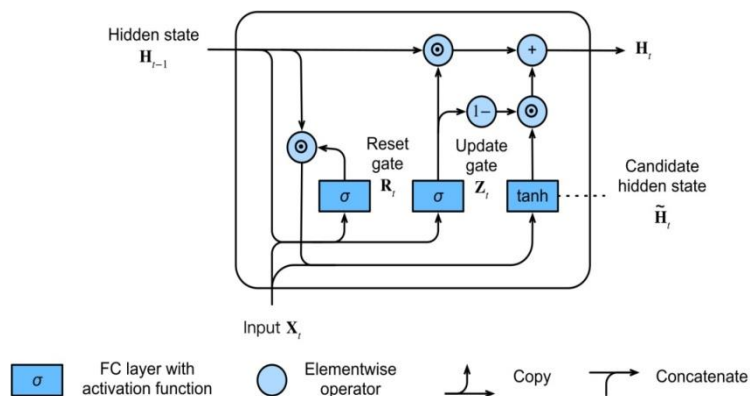 Hidden state
H_{t−1}
H_t
+
1−
Reset
gate
R_t
Update
gate
Z_t
Candidate
hidden state
H̃_t
σ
σ
tanh
Input X_t
σ
FC layer with
activation function
Elementwise
operator
Copy
Concatenate